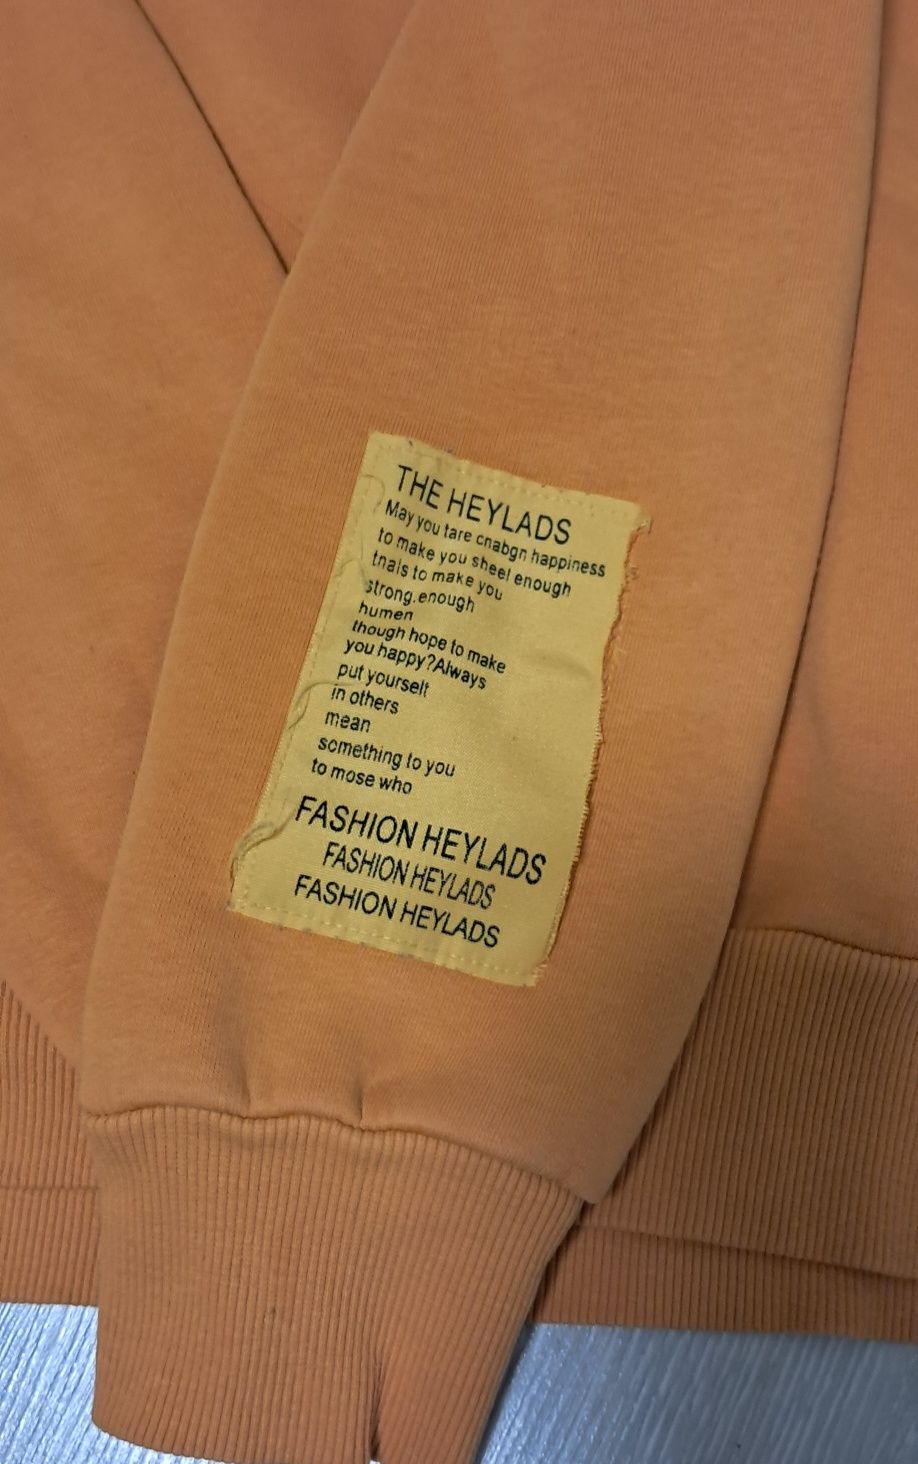 THE HEYLADS
May you tare cnabgn happiness
to make you sheel enough
tnais to make you
strong.enough
humen
though hope to make
you happy?Always
put yourself
in others
mean
something to you
to mose who
FASHION HEYLADS
FASHION HEYLADS
FASHION HEYLADS